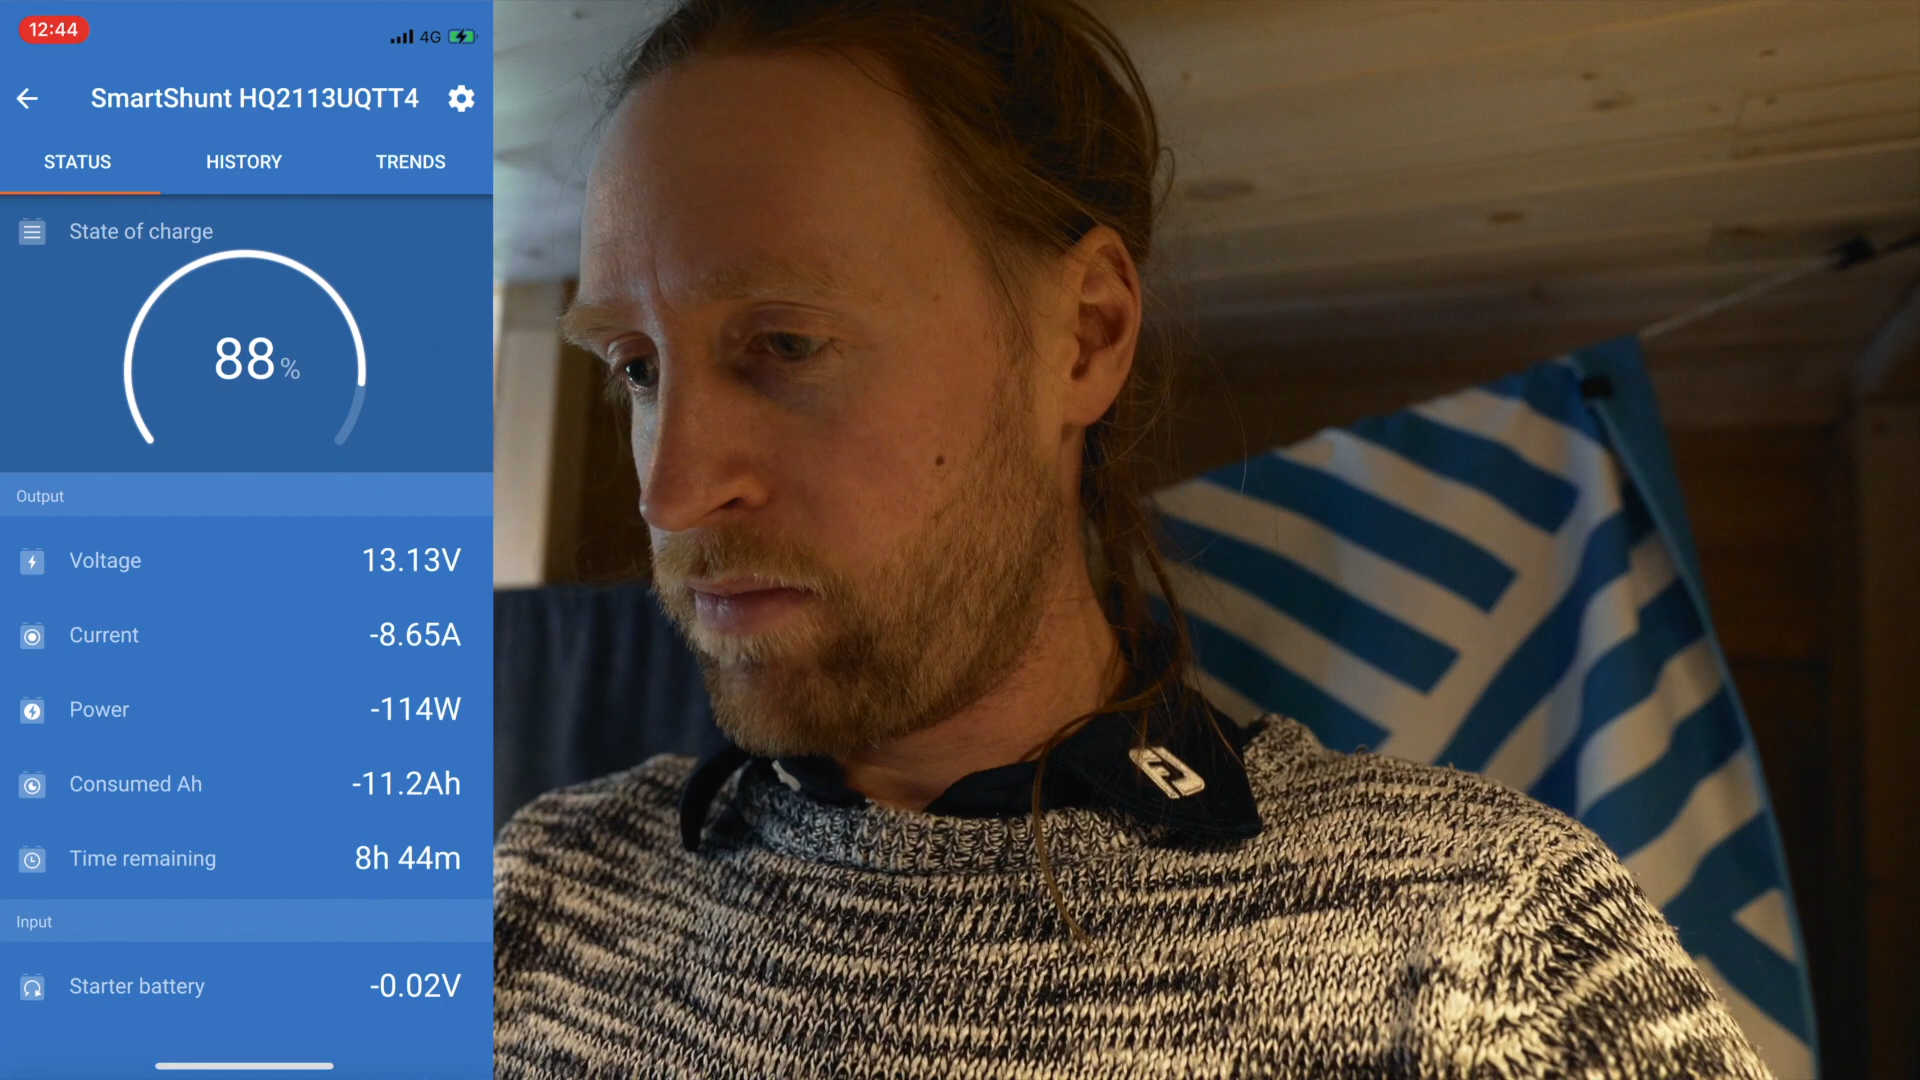 12:44
4G
SmartShunt HQ2113UQTT4
STATUS HISTORY TRENDS
State of charge
88%
Output
Voltage 13.13V
Current -8.65A
Power -114W
Consumed Ah -11.2Ah
Time remaining 8h 44m
Input
Starter battery -0.02V